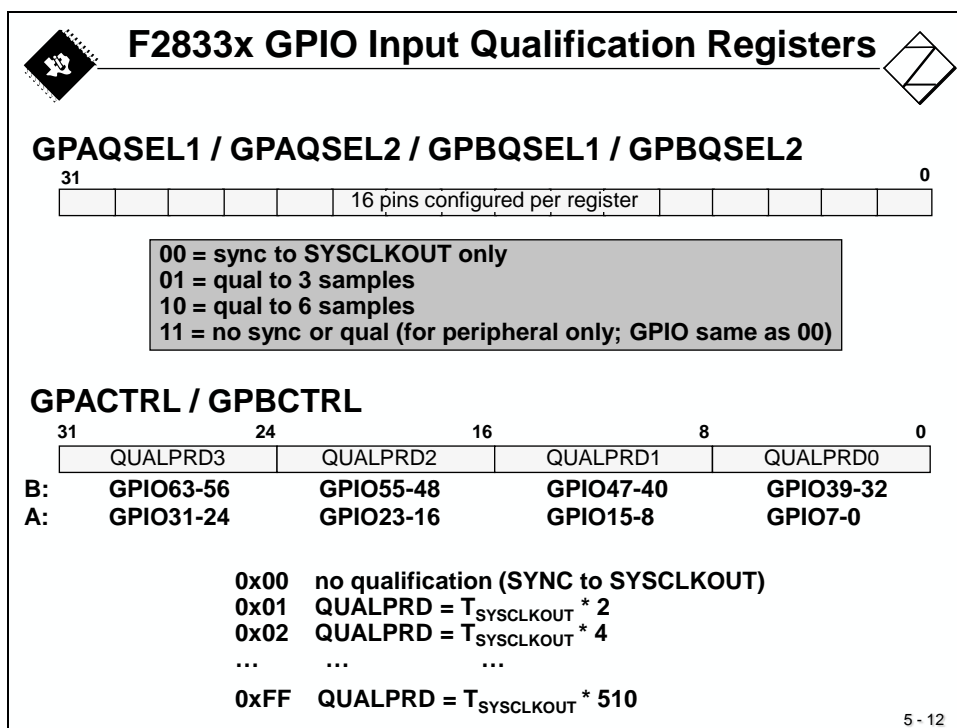 F2833x GPIO Input Qualification Registers
GPAQSEL1 / GPAQSEL2 / GPBQSEL1 / GPBQSEL2
31 0
16 pins configured per register
00 = sync to SYSCLKOUT only
01 = qual to 3 samples
10 = qual to 6 samples
11 = no sync or qual (for peripheral only; GPIO same as 00)
GPACTRL / GPBCTRL
31 24 16 8 0
QUALPRD3 QUALPRD2 QUALPRD1 QUALPRD0
B: GPIO63-56 GPIO55-48 GPIO47-40 GPIO39-32
A: GPIO31-24 GPIO23-16 GPIO15-8 GPIO7-0
0x00 no qualification (SYNC to SYSCLKOUT)
0x01 QUALPRD = TSYSCLKOUT * 2
0x02 QUALPRD = TSYSCLKOUT * 4
… … …
0xFF QUALPRD = TSYSCLKOUT * 510
5 - 12